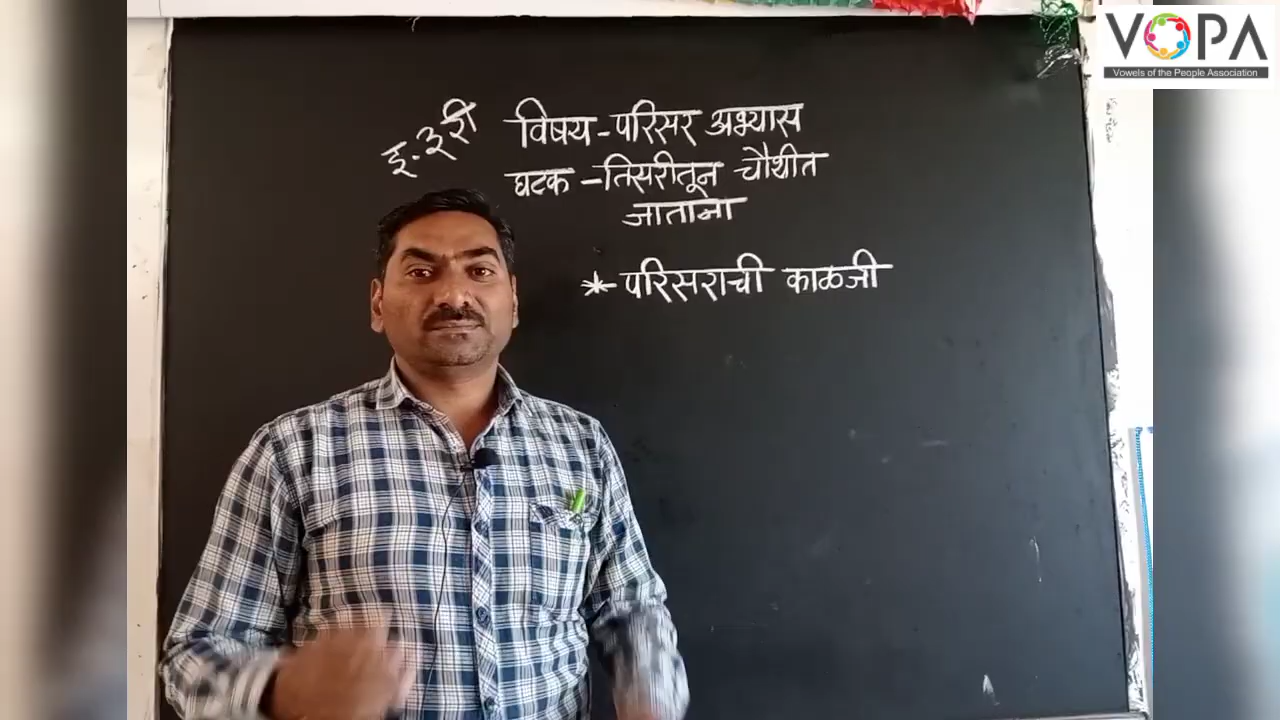 इ. ३री
विषय - परिसर अभ्यास
घटक - तिसरीतून चौथीत
जाताना
* परिसराची काळजी
VOPA
Vowels of the People Association